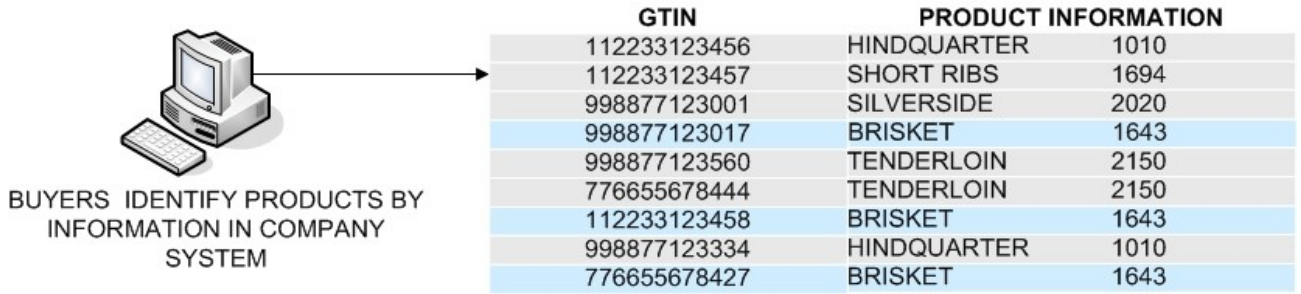 GTIN PRODUCT INFORMATION
112233123456 HINDQUARTER 1010
112233123457 SHORT RIBS 1694
998877123001 SILVERSIDE 2020
998877123017 BRISKET 1643
998877123560 TENDERLOIN 2150
776655678444 TENDERLOIN 2150
112233123458 BRISKET 1643
998877123334 HINDQUARTER 1010
776655678427 BRISKET 1643
BUYERS IDENTIFY PRODUCTS BY
INFORMATION IN COMPANY
SYSTEM